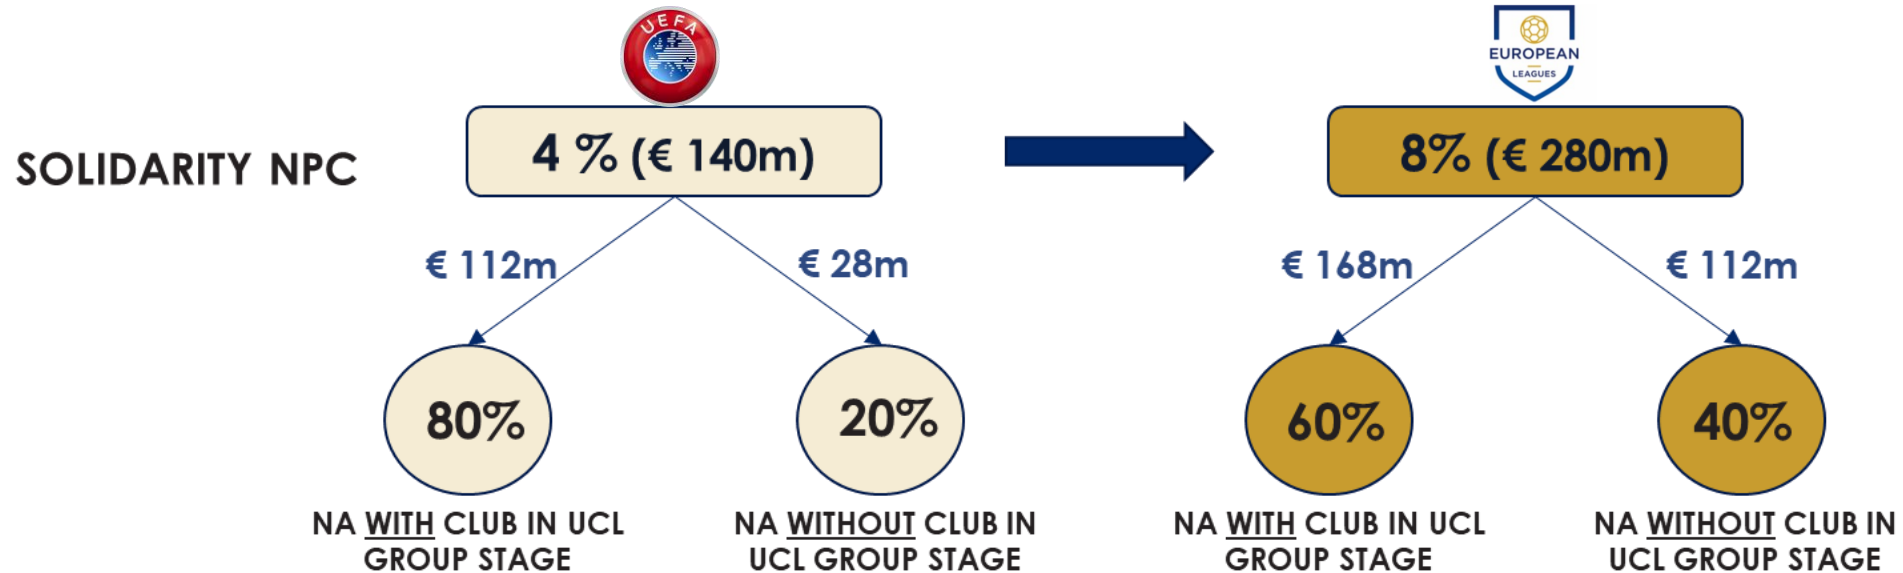 UEFA
EUROPEAN
LEAGUES
SOLIDARITY NPC
4 % (€ 140m)
8% (€ 280m)
€ 112m
€ 28m
€ 168m
€ 112m
80%
20%
60%
40%
NA WITH CLUB IN UCL
GROUP STAGE
NA WITHOUT CLUB IN
UCL GROUP STAGE
NA WITH CLUB IN UCL
GROUP STAGE
NA WITHOUT CLUB IN
UCL GROUP STAGE